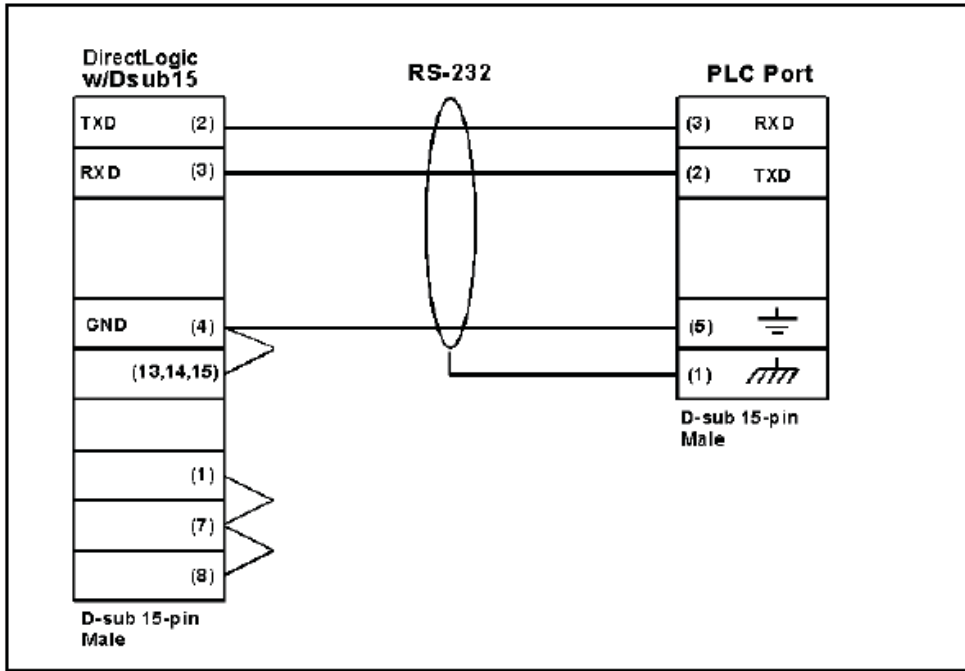 DirectLogic
w/Dsub15
RS-232
PLC Port
TXD (2)
(3) RXD
RXD (3)
(2) TXD
GND (4)
(5)
(13,14,15)
(1)
D-sub 15-pin
Male
(1)
(7)
(8)
D-sub 15-pin
Male